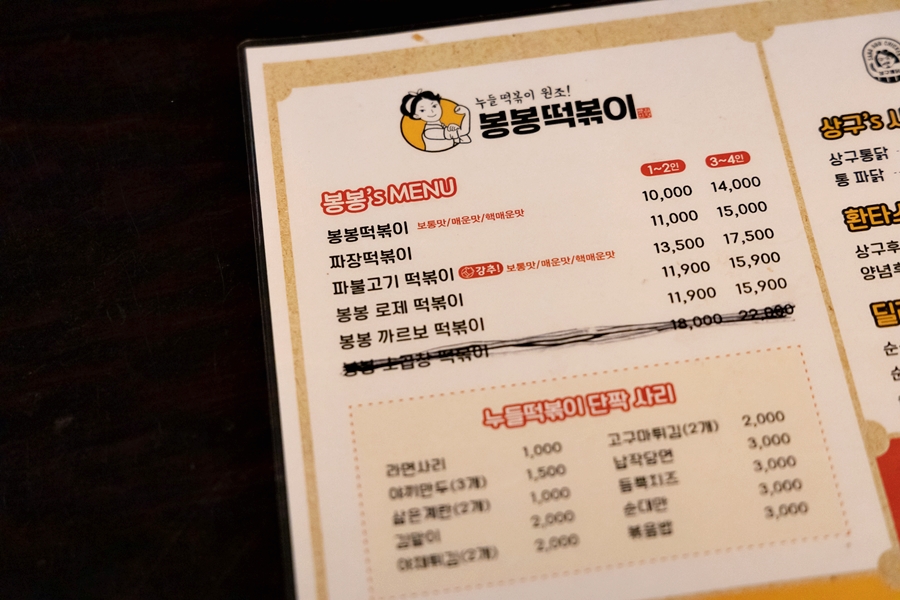 누들떡볶이 원조!
봉봉떡볶이
봉봉's MENU 1~2인 3~4인
봉봉떡볶이 보통맛/매운맛/핵매운맛 10,000 14,000
짜장떡볶이 11,000 15,000
파불고기 떡볶이 강추! 보통맛/매운맛/핵매운맛 13,500 17,500
봉봉 로제 떡볶이 11,900 15,900
봉봉 까르보 떡볶이 11,900 15,900
봉봉 소곱창 떡볶이 18,000 22,000
누들떡볶이 단짝 사리
라면사리 1,000
야끼만두(3개) 1,500
삶은계란(2개) 1,000
김말이 2,000
야채튀김(2개) 2,000
고구마튀김(2개) 2,000
납작당면 3,000
듬뿍치즈 3,000
순대만 3,000
볶음밥 3,000
상구's
상구통닭
통 파닭
환타스
상구후
양념후